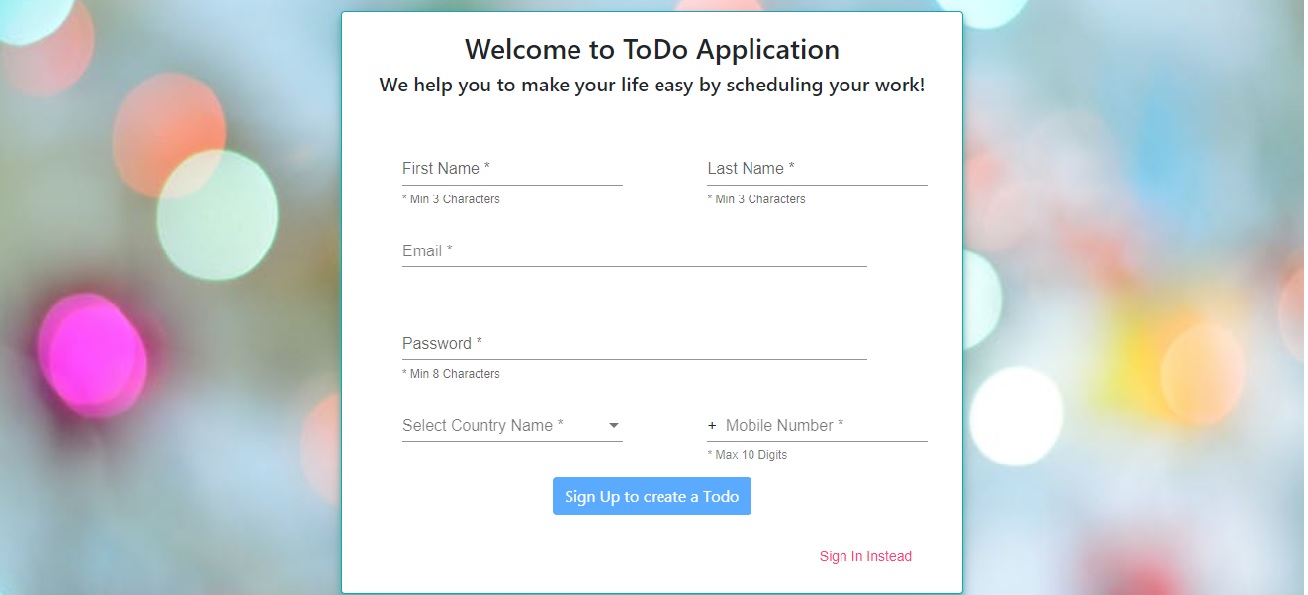 Welcome to ToDo Application
We help you to make your life easy by scheduling your work!
First Name * Last Name *
* Min 3 Characters * Min 3 Characters
Email *
Password *
* Min 8 Characters
Select Country Name * + Mobile Number *
* Max 10 Digits
Sign Up to create a Todo
Sign In Instead